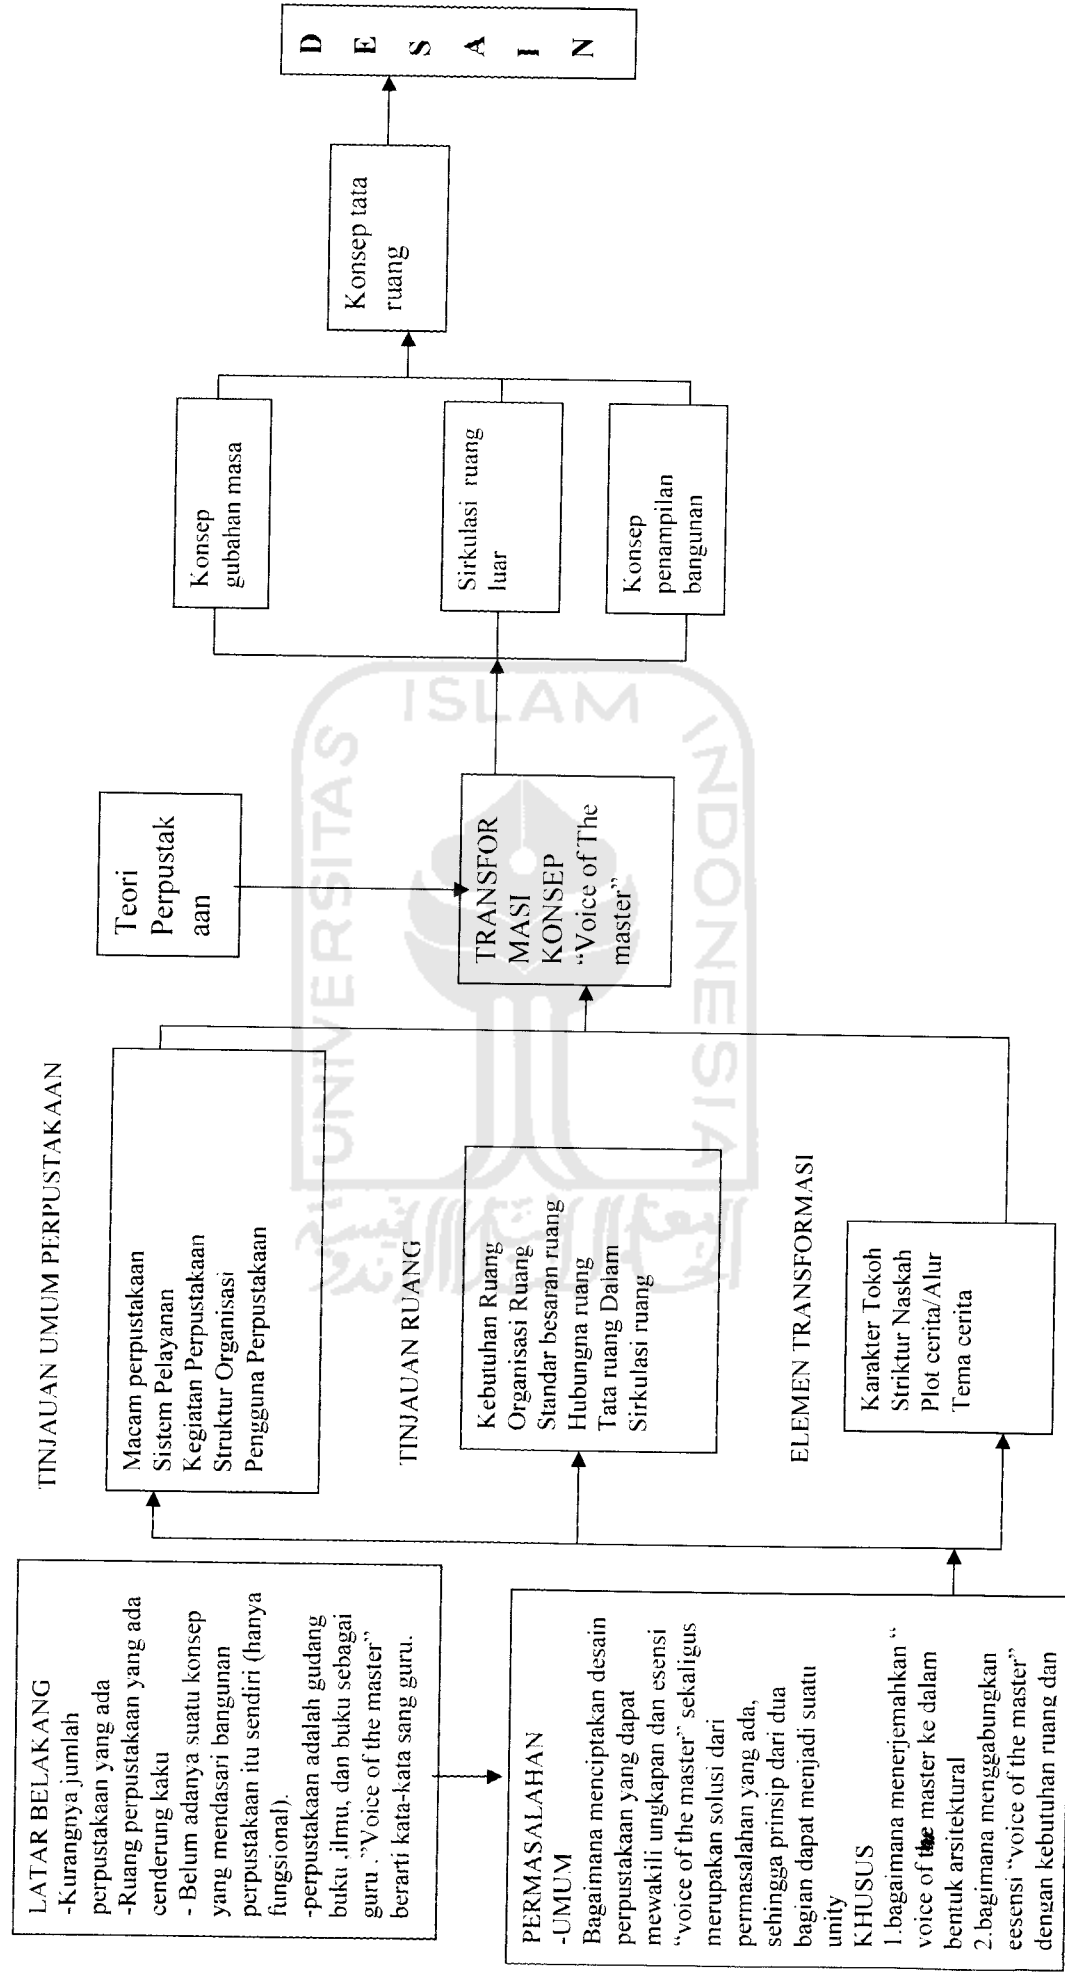 LATAR BELAKANG
-Kurangnya jumlah
perpustakaan yang ada
-Ruang perpustakaan yang ada
cenderung kaku
- Belum adanya suatu konsep
yang mendasari bangunan
perpustakaan itu sendiri (hanya
fungsional).
-perpustakaan adalah gudang
buku ,ilmu, dan buku sebagai
guru ."Voice of the master"
berarti kata-kata sang guru.
PERMASALAHAN
-UMUM
Bagaimana menciptakan desain
perpustakaan yang dapat
mewakili ungkapan dan esensi
"voice of the master" sekaligus
merupakan solusi dari
permasalahan yang ada,
sehingga prinsip dari dua
bagian dapat menjadi suatu
unity
KHUSUS
1.bagaimana menerjemahkan "
voice of the master ke dalam
bentuk arsitektural
2.bagimana menggabungkan
eesensi "voice of the master"
dengan kebutuhan ruang dan
TINJAUAN UMUM PERPUSTAKAAN
Macam perpustakaan
Sistem Pelayanan
Kegiatan Perpustakaan
Struktur Organisasi
Pengguna Perpustakaan
TINJAUAN RUANG
Kebutuhan Ruang
Organisasi Ruang
Standar besaran ruang
Hubungna ruang
Tata ruang Dalam
Sirkulasi ruang
ELEMEN TRANSFORMASI
Karakter Tokoh
Striktur Naskah
Plot cerita/Alur
Tema cerita
Teori
Perpustak
aan
TRANSFOR
MASI
KONSEP
"Voice of The
master"
Konsep
gubahan masa
Sirkulasi ruang
luar
Konsep
penampilan
bangunan
Konsep tata
ruang
D
E
S
A
I
N
UNIVERSITAS
ISLAM
INDONESIA